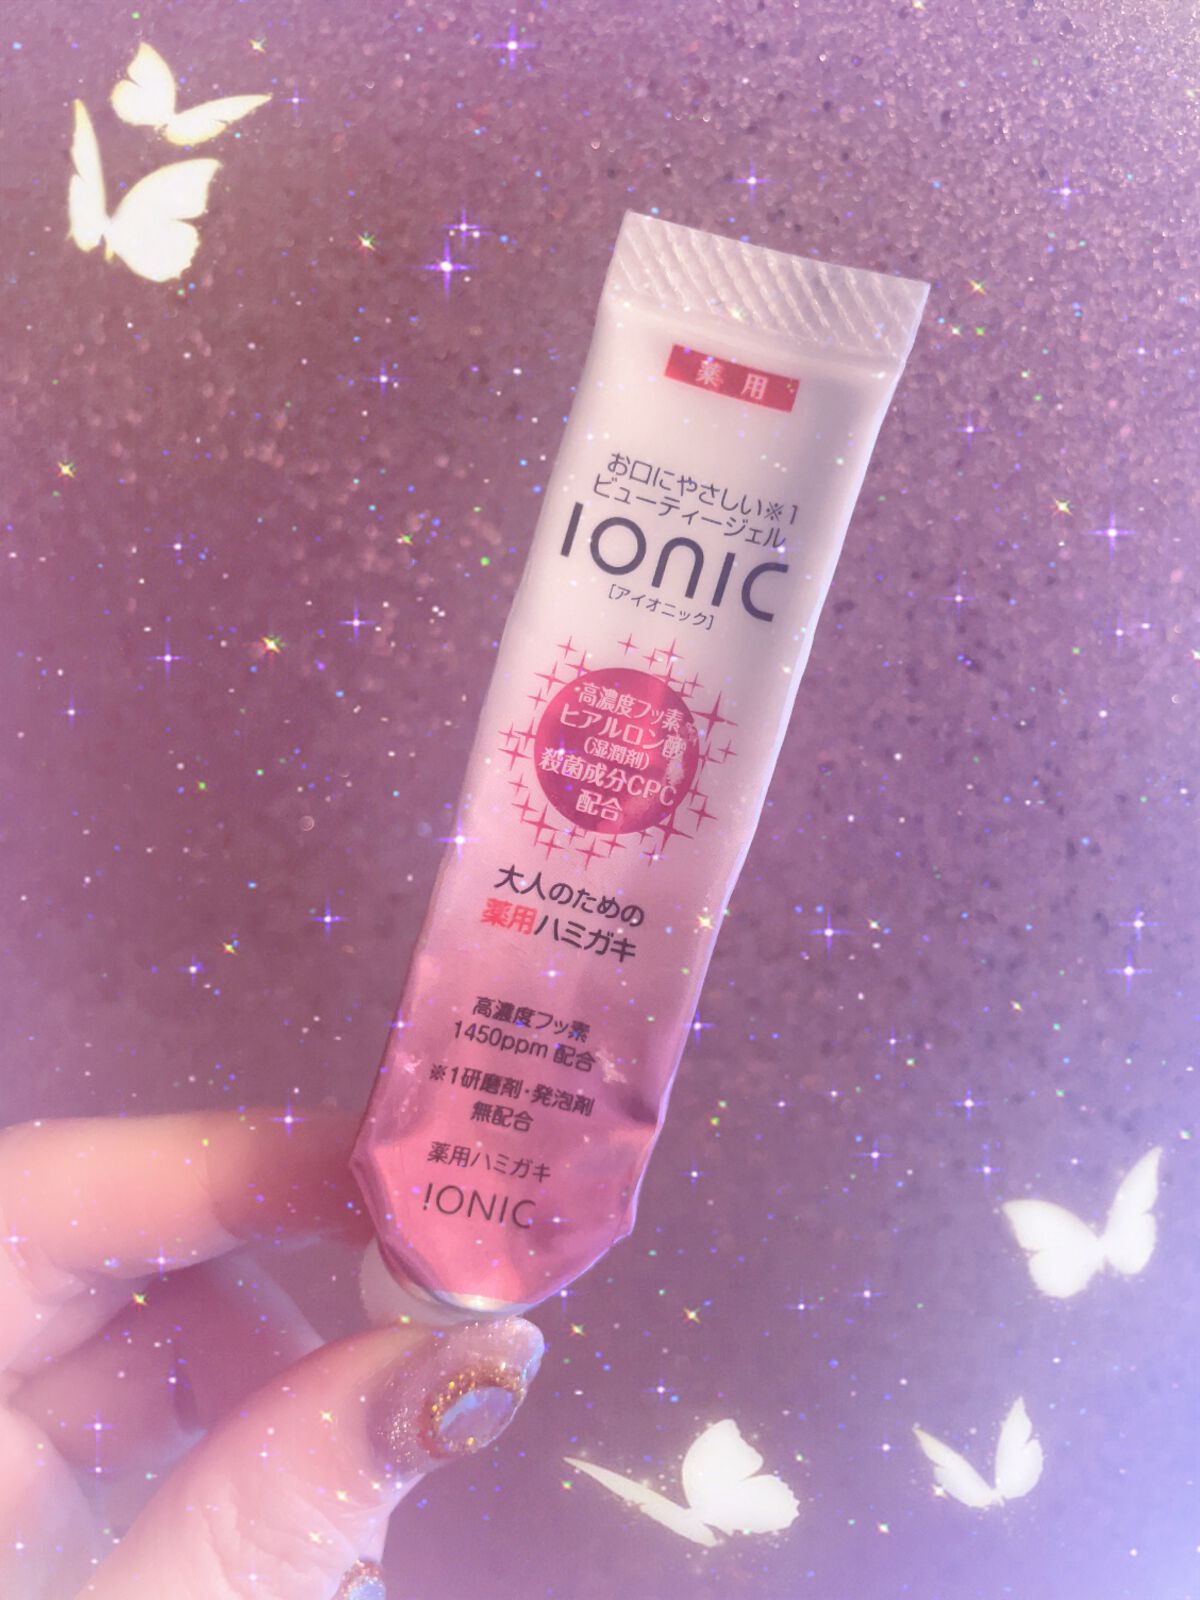 薬用
お口にやさしい※1
ビューティージェル
IONIC
[アイオニック]
高濃度フッ素
ヒアルロン酸
(湿潤剤)
殺菌成分CPC
配合
大人のための
薬用ハミガキ
高濃度フッ素
1450ppm 配合
※1研磨剤・発泡剤
無配合
薬用ハミガキ
IONIC